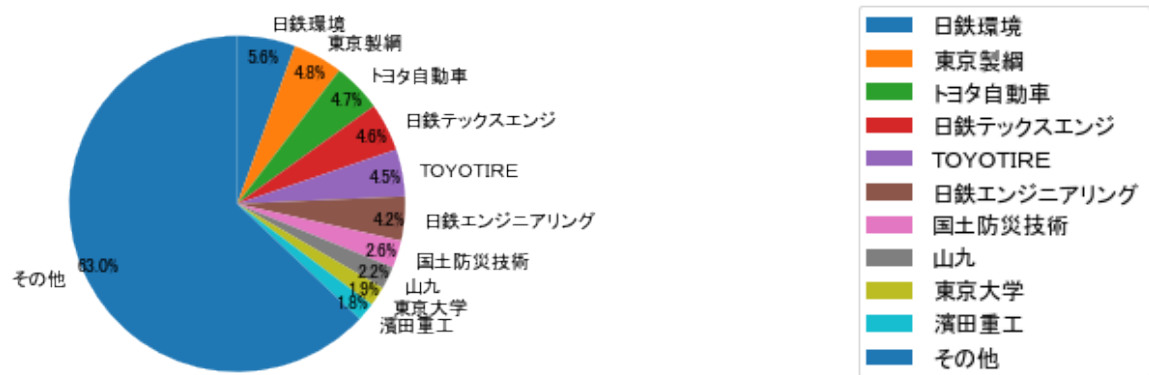 日鉄環境
5.6%
東京製綱
4.8%
トヨタ自動車
4.7%
日鉄テックスエンジ
4.6%
TOYOTIRE
4.5%
日鉄エンジニアリング
4.2%
国土防災技術
2.6%
山九
2.2%
東京大学
1.9%
濱田重工
1.8%
その他
63.0%
日鉄環境
東京製綱
トヨタ自動車
日鉄テックスエンジ
TOYOTIRE
日鉄エンジニアリング
国土防災技術
山九
東京大学
濱田重工
その他